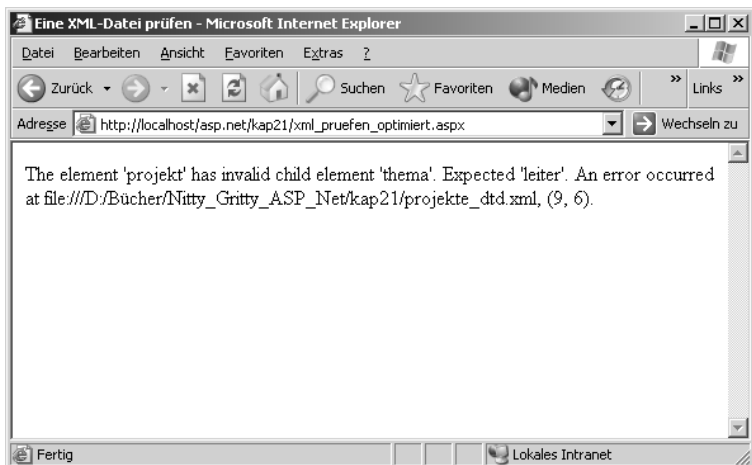 Eine XML-Datei prüfen - Microsoft Internet Explorer
Datei Bearbeiten Ansicht Favoriten Extras ?
Zurück Suchen Favoriten Medien » Links »
Adresse http://localhost/asp.net/kap21/xml_pruefen_optimiert.aspx Wechseln zu
The element 'projekt' has invalid child element 'thema'. Expected 'leiter'. An error occurred
at file:///D:/Bücher/Nitty_Gritty_ASP_Net/kap21/projekte_dtd.xml, (9, 6).
Fertig Lokales Intranet